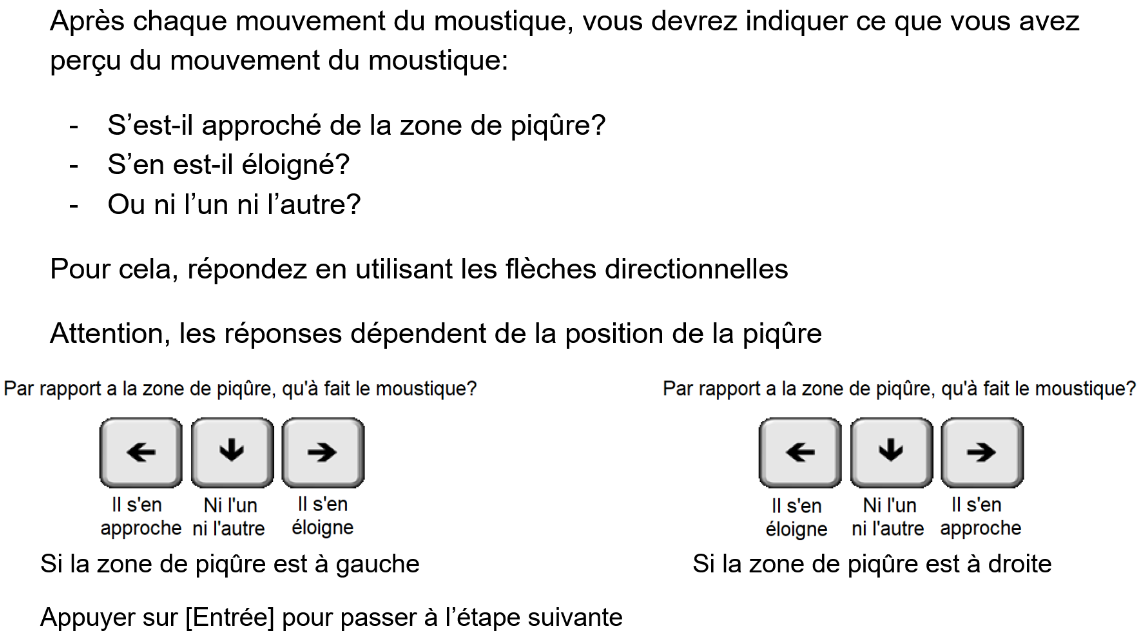 Après chaque mouvement du moustique, vous devrez indiquer ce que vous avez
perçu du mouvement du moustique:
- S’est-il approché de la zone de piqûre?
- S’en est-il éloigné?
- Ou ni l’un ni l’autre?
Pour cela, répondez en utilisant les flèches directionnelles
Attention, les réponses dépendent de la position de la piqûre
Par rapport a la zone de piqûre, qu'à fait le moustique?
Il s'en approche
Ni l'un ni l'autre
Il s'en éloigne
Si la zone de piqûre est à gauche
Par rapport a la zone de piqûre, qu'à fait le moustique?
Il s'en éloigne
Ni l'un ni l'autre
Il s'en approche
Si la zone de piqûre est à droite
Appuyer sur [Entrée] pour passer à l’étape suivante